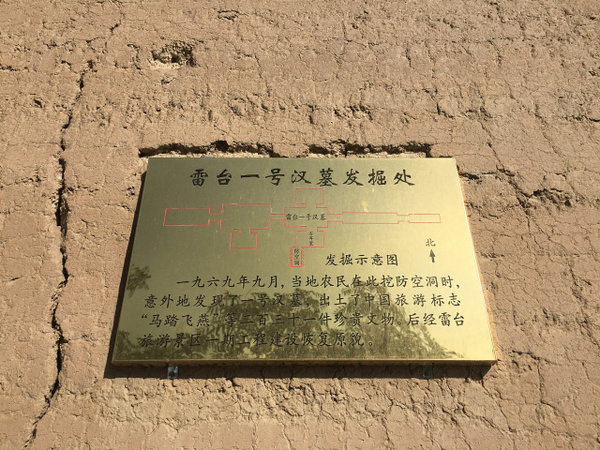 雷台一号汉墓发掘处
雷台一号汉墓
防空洞
北
发掘示意图
一九六九年九月，当地农民在此挖防空洞时，
意外地发现了一号汉墓，出土了中国旅游标志
“马踏飞燕”等二百三十一件珍贵文物。后经雷台
旅游景区一期工程建设恢复原貌。